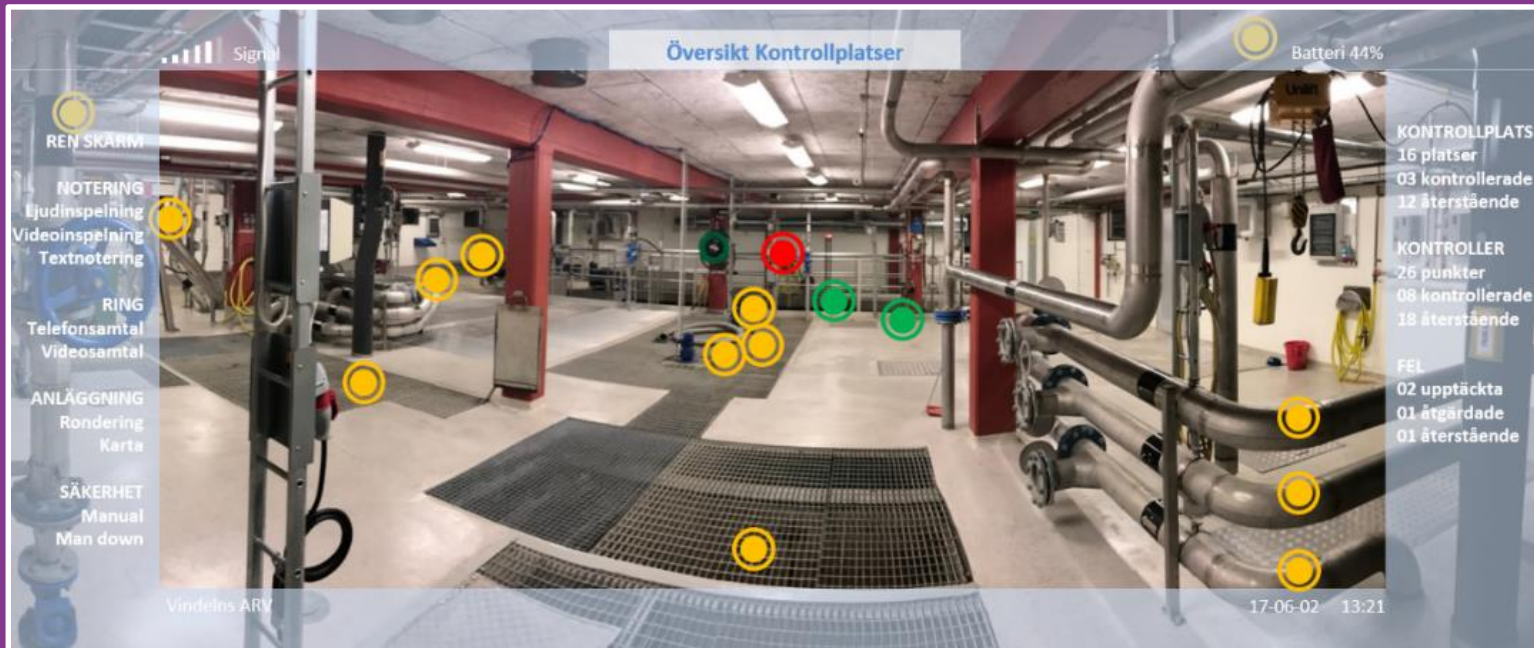 Signal
Översikt Kontrollplatser
Batteri 44%
Unilift
REN SKÄRM
NOTERING
Ljudinspelning
Videoinspelning
Textnotering
RING
Telefonsamtal
Videosamtal
ANLÄGGNING
Rondering
Karta
SÄKERHET
Manual
Man down
KONTROLLPLATS
16 platser
03 kontrollerade
12 återstående
KONTROLLER
26 punkter
08 kontrollerade
18 återstående
FEL
02 upptäckta
01 åtgärdade
01 återstående
Vindelns ARV
17-06-02 13:21